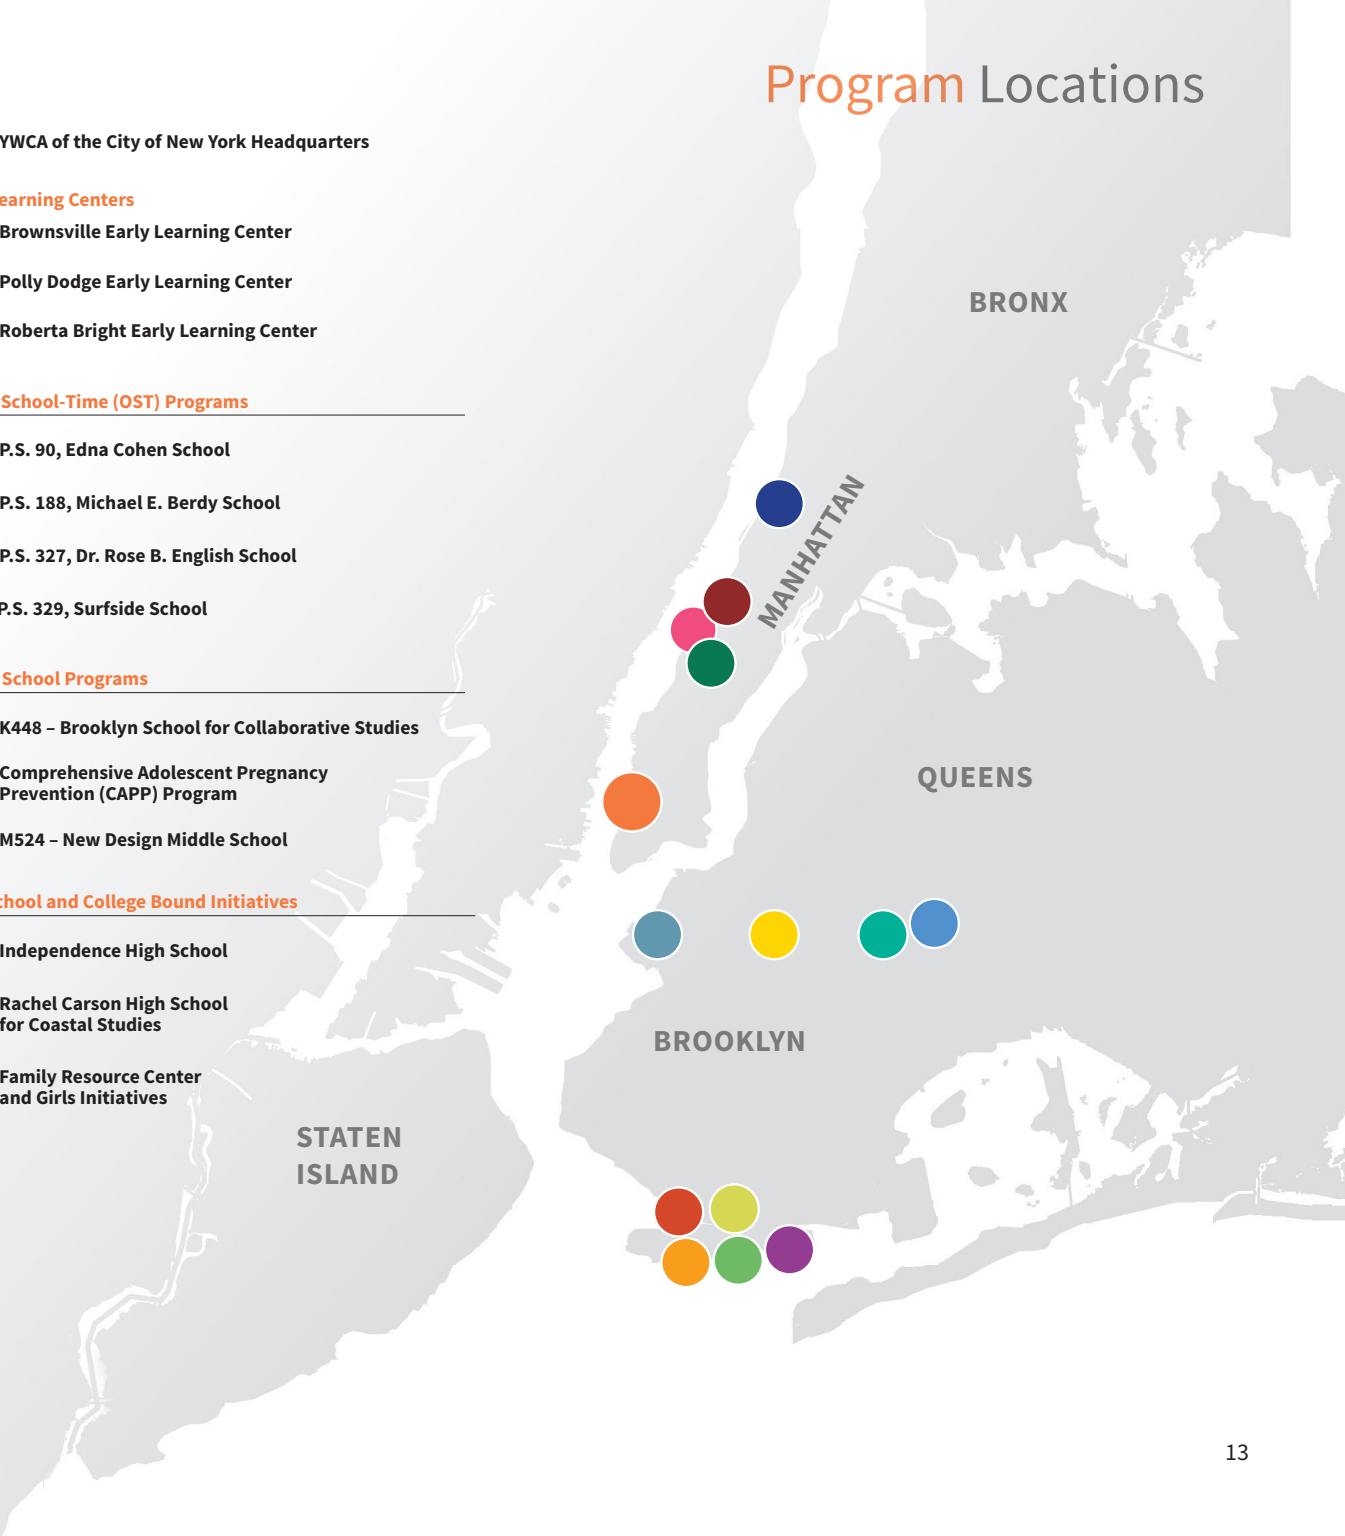 Program Locations
YWCA of the City of New York Headquarters
earning Centers
Brownsville Early Learning Center
Polly Dodge Early Learning Center
Roberta Bright Early Learning Center
School-Time (OST) Programs
P.S. 90, Edna Cohen School
P.S. 188, Michael E. Berdy School
P.S. 327, Dr. Rose B. English School
P.S. 329, Surfside School
School Programs
K448 – Brooklyn School for Collaborative Studies
Comprehensive Adolescent Pregnancy
Prevention (CAPP) Program
M524 – New Design Middle School
chool and College Bound Initiatives
Independence High School
Rachel Carson High School
for Coastal Studies
Family Resource Center
and Girls Initiatives
BRONX
MANHATTAN
QUEENS
BROOKLYN
STATEN
ISLAND
13